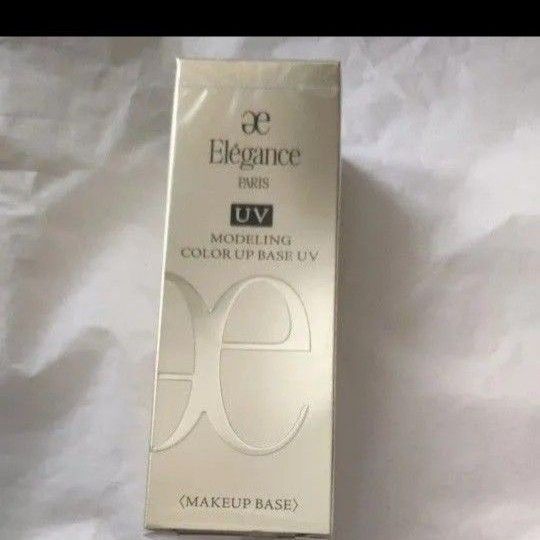 æ
Elégance
PARIS
UV
MODELING
COLOR UP BASE UV
æ
〈MAKEUP BASE〉